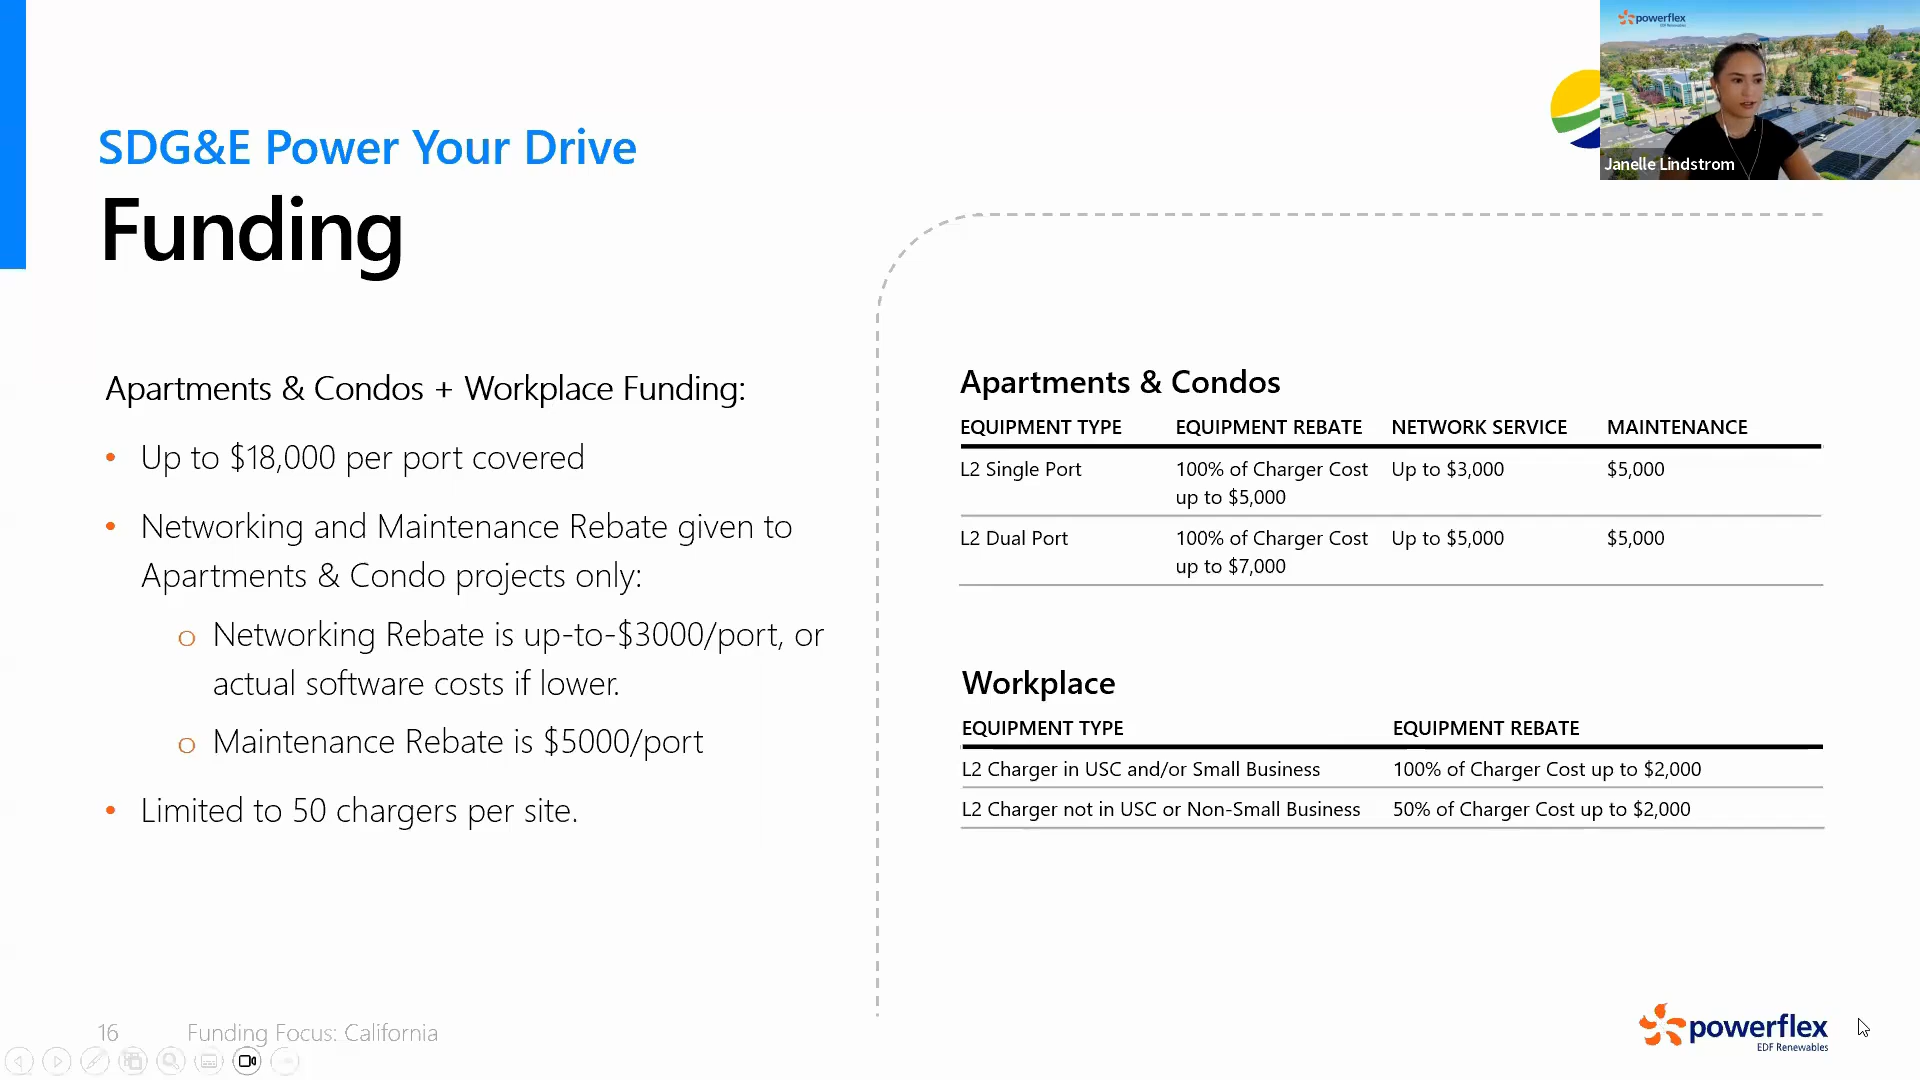 powerflex
Janelle Lindstrom
SDG&E Power Your Drive
Funding
Apartments & Condos + Workplace Funding:
• Up to $18,000 per port covered
• Networking and Maintenance Rebate given to
Apartments & Condo projects only:
o Networking Rebate is up-to-$3000/port, or
actual software costs if lower.
o Maintenance Rebate is $5000/port
• Limited to 50 chargers per site.
Apartments & Condos
EQUIPMENT TYPE EQUIPMENT REBATE NETWORK SERVICE MAINTENANCE
L2 Single Port 100% of Charger Cost Up to $3,000 $5,000
up to $5,000
L2 Dual Port 100% of Charger Cost Up to $5,000 $5,000
up to $7,000
Workplace
EQUIPMENT TYPE EQUIPMENT REBATE
L2 Charger in USC and/or Small Business 100% of Charger Cost up to $2,000
L2 Charger not in USC or Non-Small Business 50% of Charger Cost up to $2,000
16 Funding Focus: California
powerflex
EDF Renewables